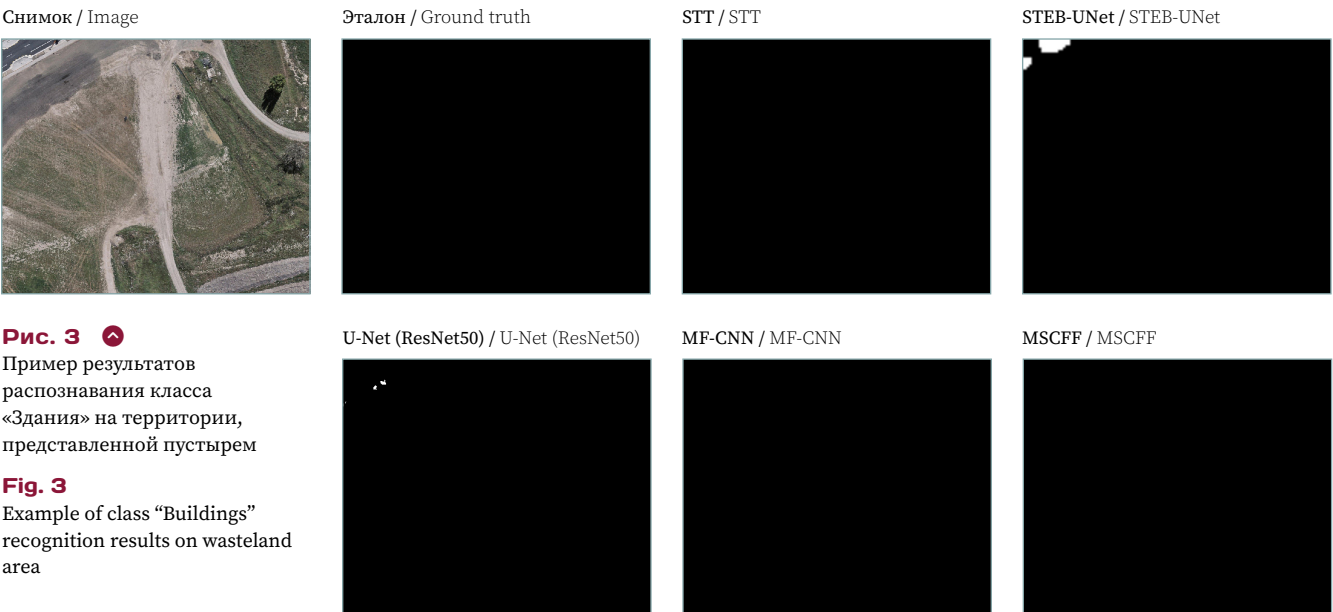 Снимок / Image
Эталон / Ground truth
STT / STT
STEB-UNet / STEB-UNet
Рис. 3
Пример результатов
распознавания класса
«Здания» на территории,
представленной пустырем
Fig. 3
Example of class “Buildings”
recognition results on wasteland
area
U-Net (ResNet50) / U-Net (ResNet50)
MF-CNN / MF-CNN
MSCFF / MSCFF